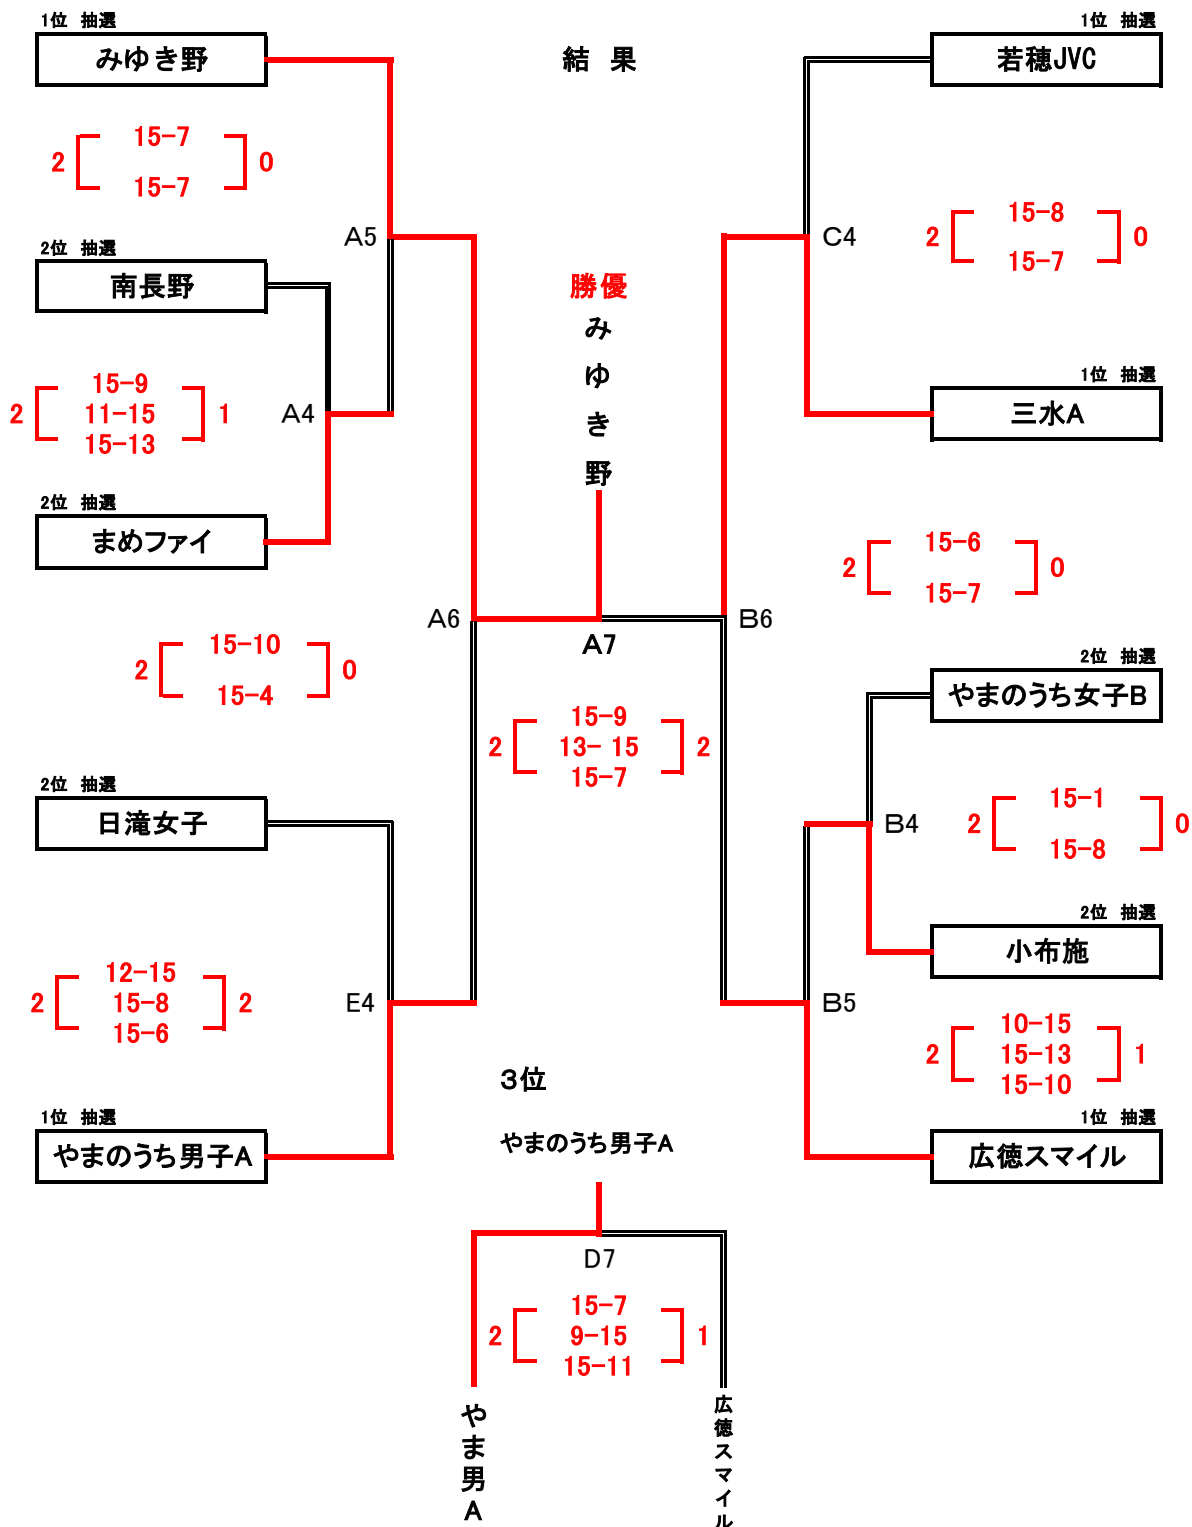 1位 抽選
みゆき野
結 果
1位 抽選
若穂JVC
15-7
2 0
15-7
15-8
2 0
15-7
A5
C4
2位 抽選
南長野
勝優
み
ゆ
き
野
1位 抽選
三水A
15-9
2 11-15 1
15-13
A4
2位 抽選
まめファイ
15-6
2 0
15-7
A6
A7
B6
15-10
2 0
15-4
2位 抽選
やまのうち女子B
15-9
2 13- 15 2
15-7
2位 抽選
日滝女子
15-1
2 0
15-8
B4
2位 抽選
小布施
12-15
2 15-8 2
15-6
E4
B5
10-15
2 15-13 1
15-10
3位
やまのうち男子A
1位 抽選
やまのうち男子A
1位 抽選
広徳スマイル
D7
15-7
2 9-15 1
15-11
やま男A
広徳スマイル